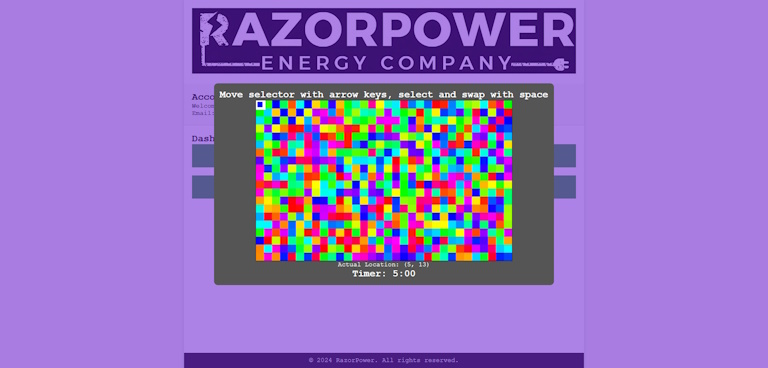 RAZORPOWER
ENERGY COMPANY
Move selector with arrow keys, select and swap with space
Actual Location: (5, 13)
Timer: 5:00
© 2024 RazorPower. All rights reserved.